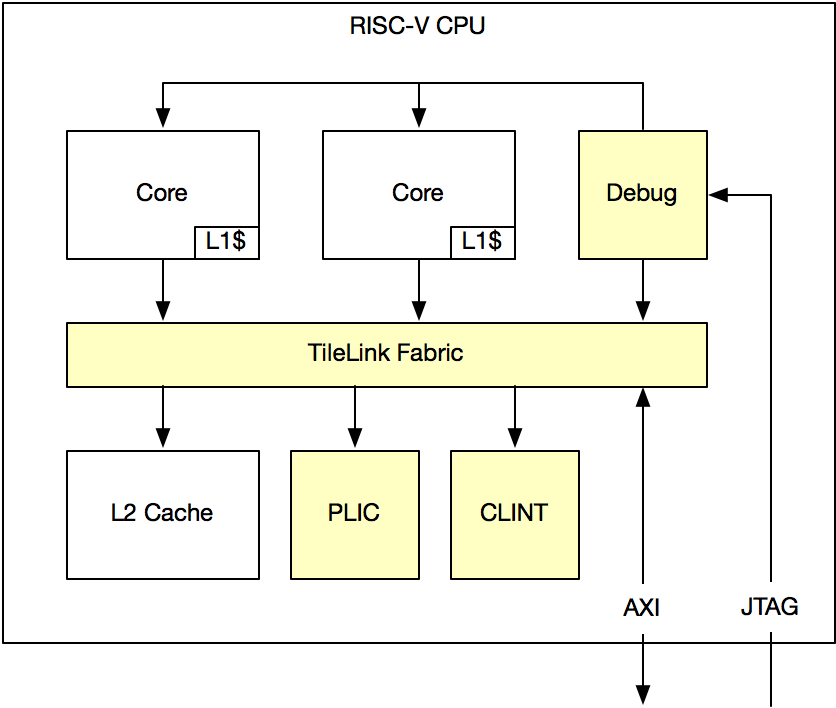 RISC-V CPU
Core
L1$
Core
L1$
Debug
TileLink Fabric
L2 Cache
PLIC
CLINT
AXI
JTAG